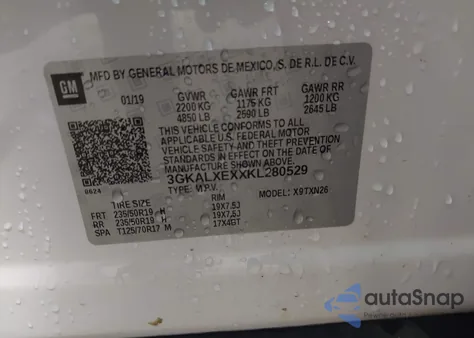 GM
MFD BY GENERAL MOTORS DE MEXICO, S. DE R.L. DE C.V.
01/19 GVWR GAWR FRT GAWR RR
2200 KG 1175 KG 1200 KG
4850 LB 2590 LB 2645 LB
THIS VEHICLE CONFORMS TO ALL
APPLICABLE U.S. FEDERAL MOTOR
VEHICLE SAFETY AND THEFT
PREVENTION STANDARDS IN EFFECT
ON THE DATE OF MANUFACTURE
SHOWN ABOVE.
0624 3GKALXEXXKL280529
TYPE: M.P.V. MODEL: X9TXN26
TIRE SIZE RIM
FRT 235/50R19 H 19X7.5J
RR 235/50R19 H 19X7.5J
SPA T125/70R17 M 17X4BT
autoSnap